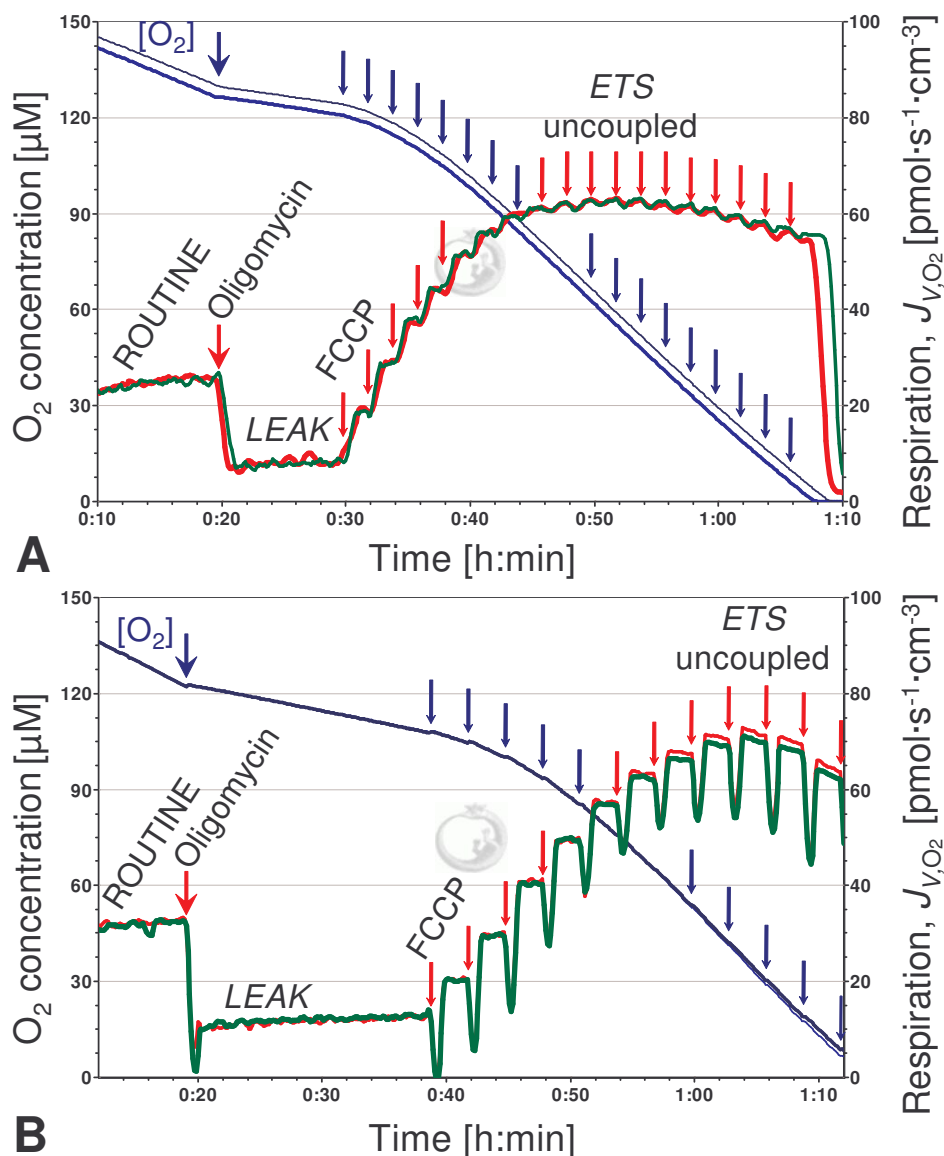 A
[O₂]
ETS
uncoupled
ROUTINE
Oligomycin
LEAK
FCCP
O₂ concentration [µM]
150
120
90
60
30
0
100
80
60
40
20
0
Respiration, J_V,O₂ [pmol·s⁻¹·cm⁻³]
0:10 0:20 0:30 0:40 0:50 1:00 1:10
Time [h:min]
B
[O₂]
ETS
uncoupled
ROUTINE
Oligomycin
LEAK
FCCP
O₂ concentration [µM]
150
120
90
60
30
0
100
80
60
40
20
0
Respiration, J_V,O₂ [pmol·s⁻¹·cm⁻³]
0:20 0:30 0:40 0:50 1:00 1:10
Time [h:min]